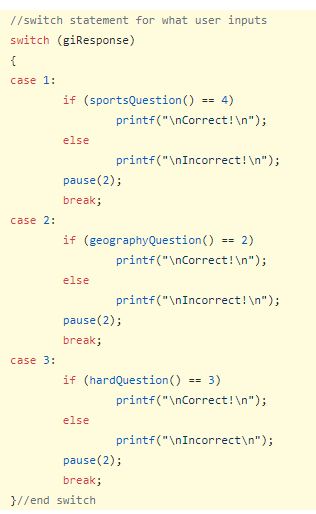 //switch statement for what user inputs
switch (giResponse)
{
case 1:
if (sportsQuestion() == 4)
printf("\nCorrect!\n");
else
printf("\nIncorrect!\n");
pause(2);
break;
case 2:
if (geographyQuestion() == 2)
printf("\nCorrect!\n");
else
printf("\nIncorrect!\n");
pause(2);
break;
case 3:
if (hardQuestion() == 3)
printf("\nCorrect!\n");
else
printf("\nIncorrect\n");
pause(2);
break;
}//end switch